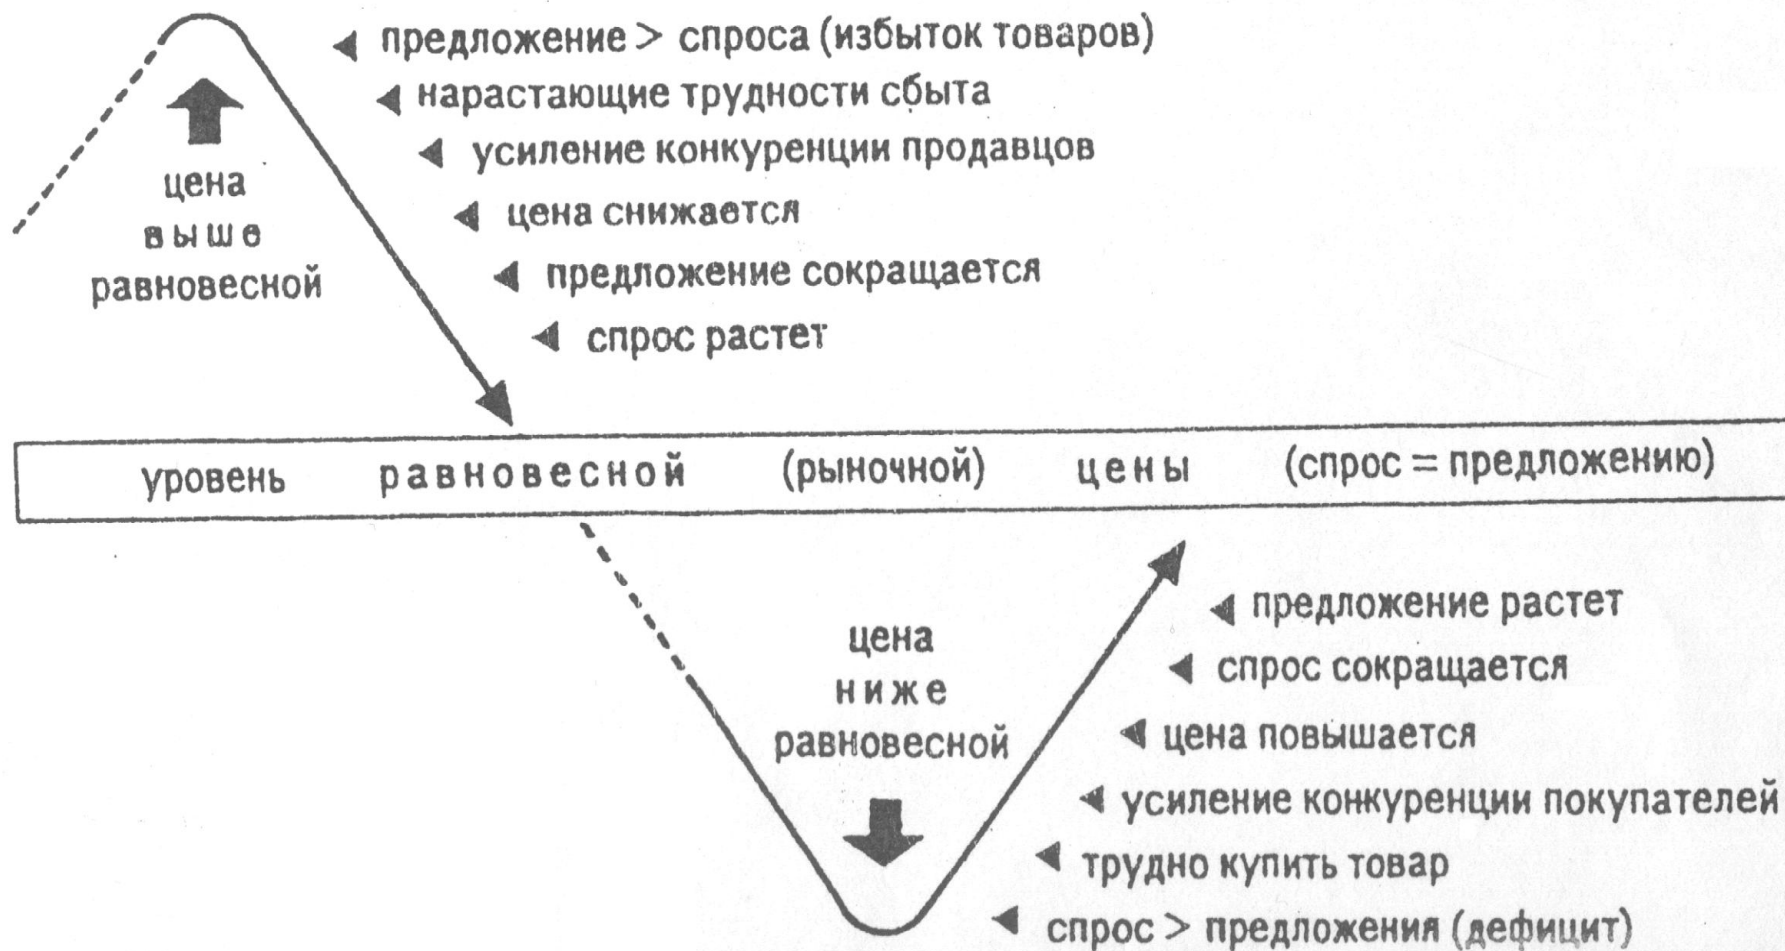 предложение > спроса (избыток товаров)
нарастающие трудности сбыта
усиление конкуренции продавцов
цена снижается
предложение сокращается
спрос растет
цена
выше
равновесной
уровень равновесной (рыночной) цены (спрос = предложению)
цена
ниже
равновесной
предложение растет
спрос сокращается
цена повышается
усиление конкуренции покупателей
трудно купить товар
спрос > предложения (дефицит)